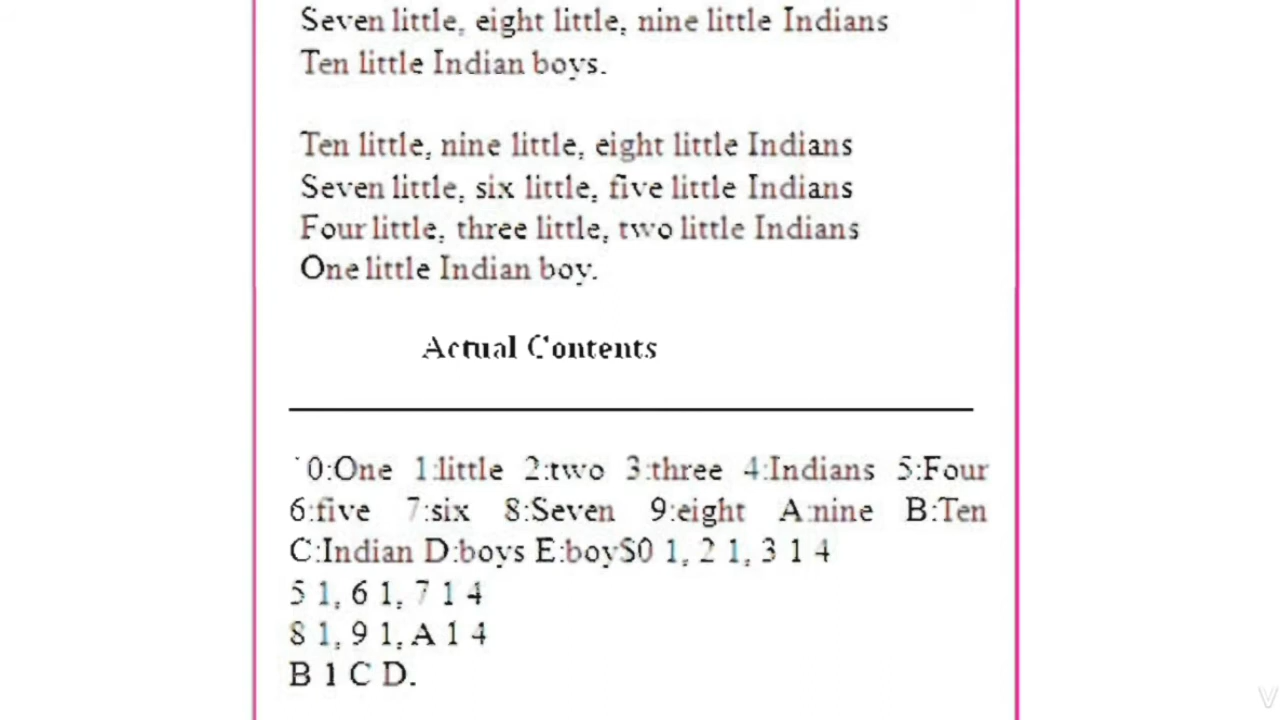 Seven little, eight little, nine little Indians
Ten little Indian boys.
Ten little, nine little, eight little Indians
Seven little, six little, five little Indians
Four little, three little, two little Indians
One little Indian boy.
Actual Contents
`0:One 1:little 2:two 3:three 4:Indians 5:Four
6:five 7:six 8:Seven 9:eight A:nine B:Ten
C:Indian D:boys E:boy$0 1, 2 1, 3 1 4
5 1, 6 1, 7 1 4
8 1, 9 1, A 1 4
B 1 C D.
V